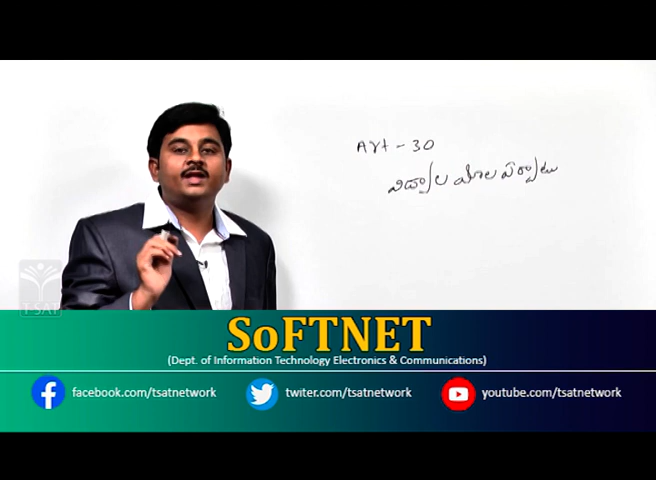 Art - 30
విద్యాలయాల ఏర్పాటు
T-SAT
SoFTNET
(Dept. of Information Technology Electronics & Communications)
facebook.com/tsatnetwork
twiter.com/tsatnetwork
youtube.com/tsatnetwork